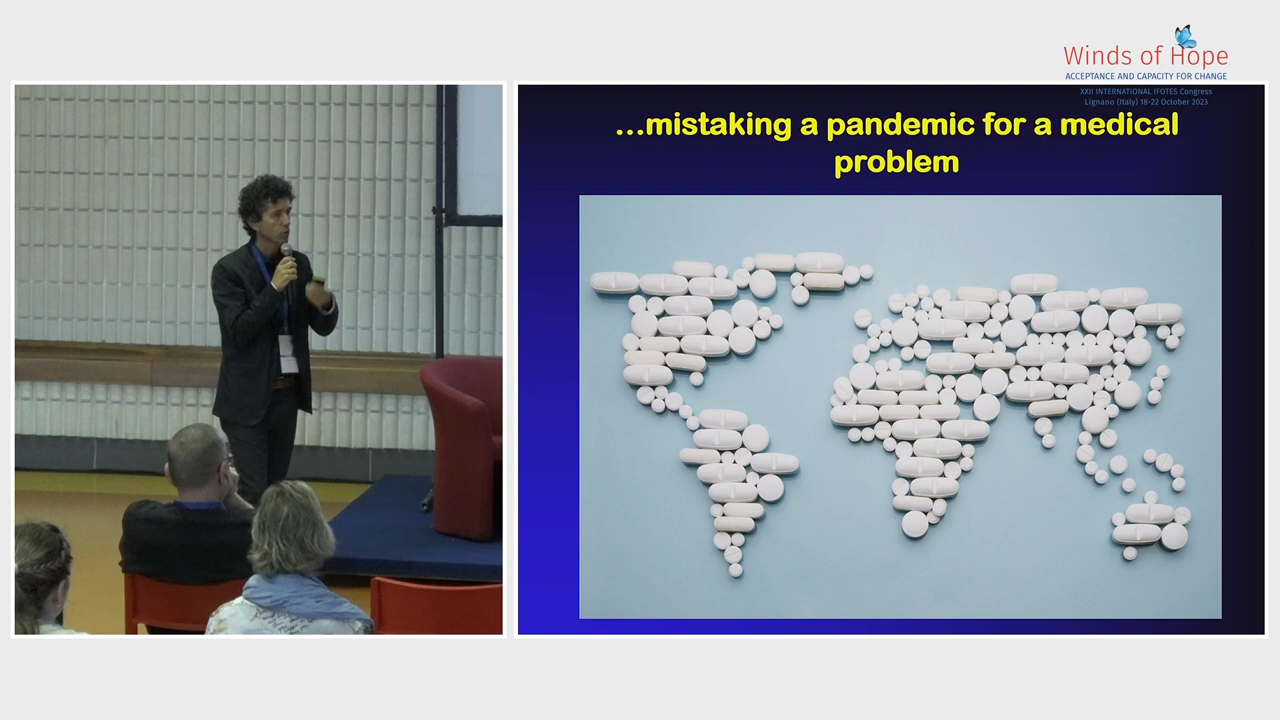 Winds of Hope
ACCEPTANCE AND CAPACITY FOR CHANGE
XXII INTERNATIONAL IFOTES Congress
Lignano (Italy) 18-22 October 2023
...mistaking a pandemic for a medical
problem